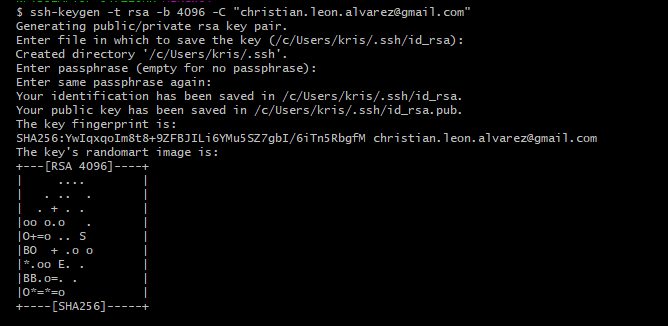 $ ssh-keygen -t rsa -b 4096 -C "christian.leon.alvarez@gmail.com"
Generating public/private rsa key pair.
Enter file in which to save the key (/c/Users/kris/.ssh/id_rsa):
Created directory '/c/Users/kris/.ssh'.
Enter passphrase (empty for no passphrase):
Enter same passphrase again:
Your identification has been saved in /c/Users/kris/.ssh/id_rsa.
Your public key has been saved in /c/Users/kris/.ssh/id_rsa.pub.
The key fingerprint is:
SHA256:YwIqxqoIm8t8+9ZFBJILi6YMu5SZ7gbI/6iTn5RbgfM christian.leon.alvarez@gmail.com
The key's randomart image is:
+---[RSA 4096]----+
|     ....        |
|   . ..  .       |
|  . + . .        |
|oo o.o   .       |
|O+=o .. S        |
|BO  + .o o       |
|*.oo E. .        |
|BB.o=. .         |
|O*=*=o           |
+----[SHA256]-----+